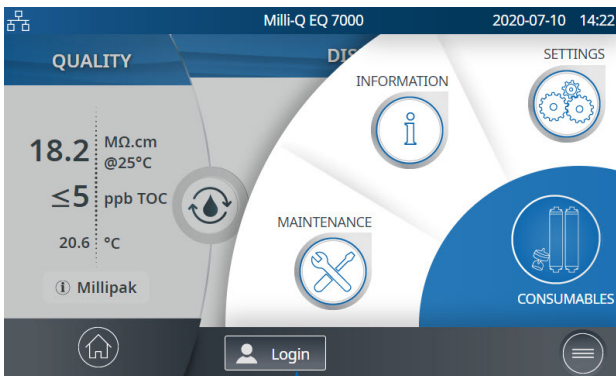 Milli-Q EQ 7000
2020-07-10 14:22
QUALITY
DIS
INFORMATION
SETTINGS
18.2 MΩ.cm
@25°C
≤5 ppb TOC
20.6 °C
i Millipak
MAINTENANCE
CONSUMABLES
Login